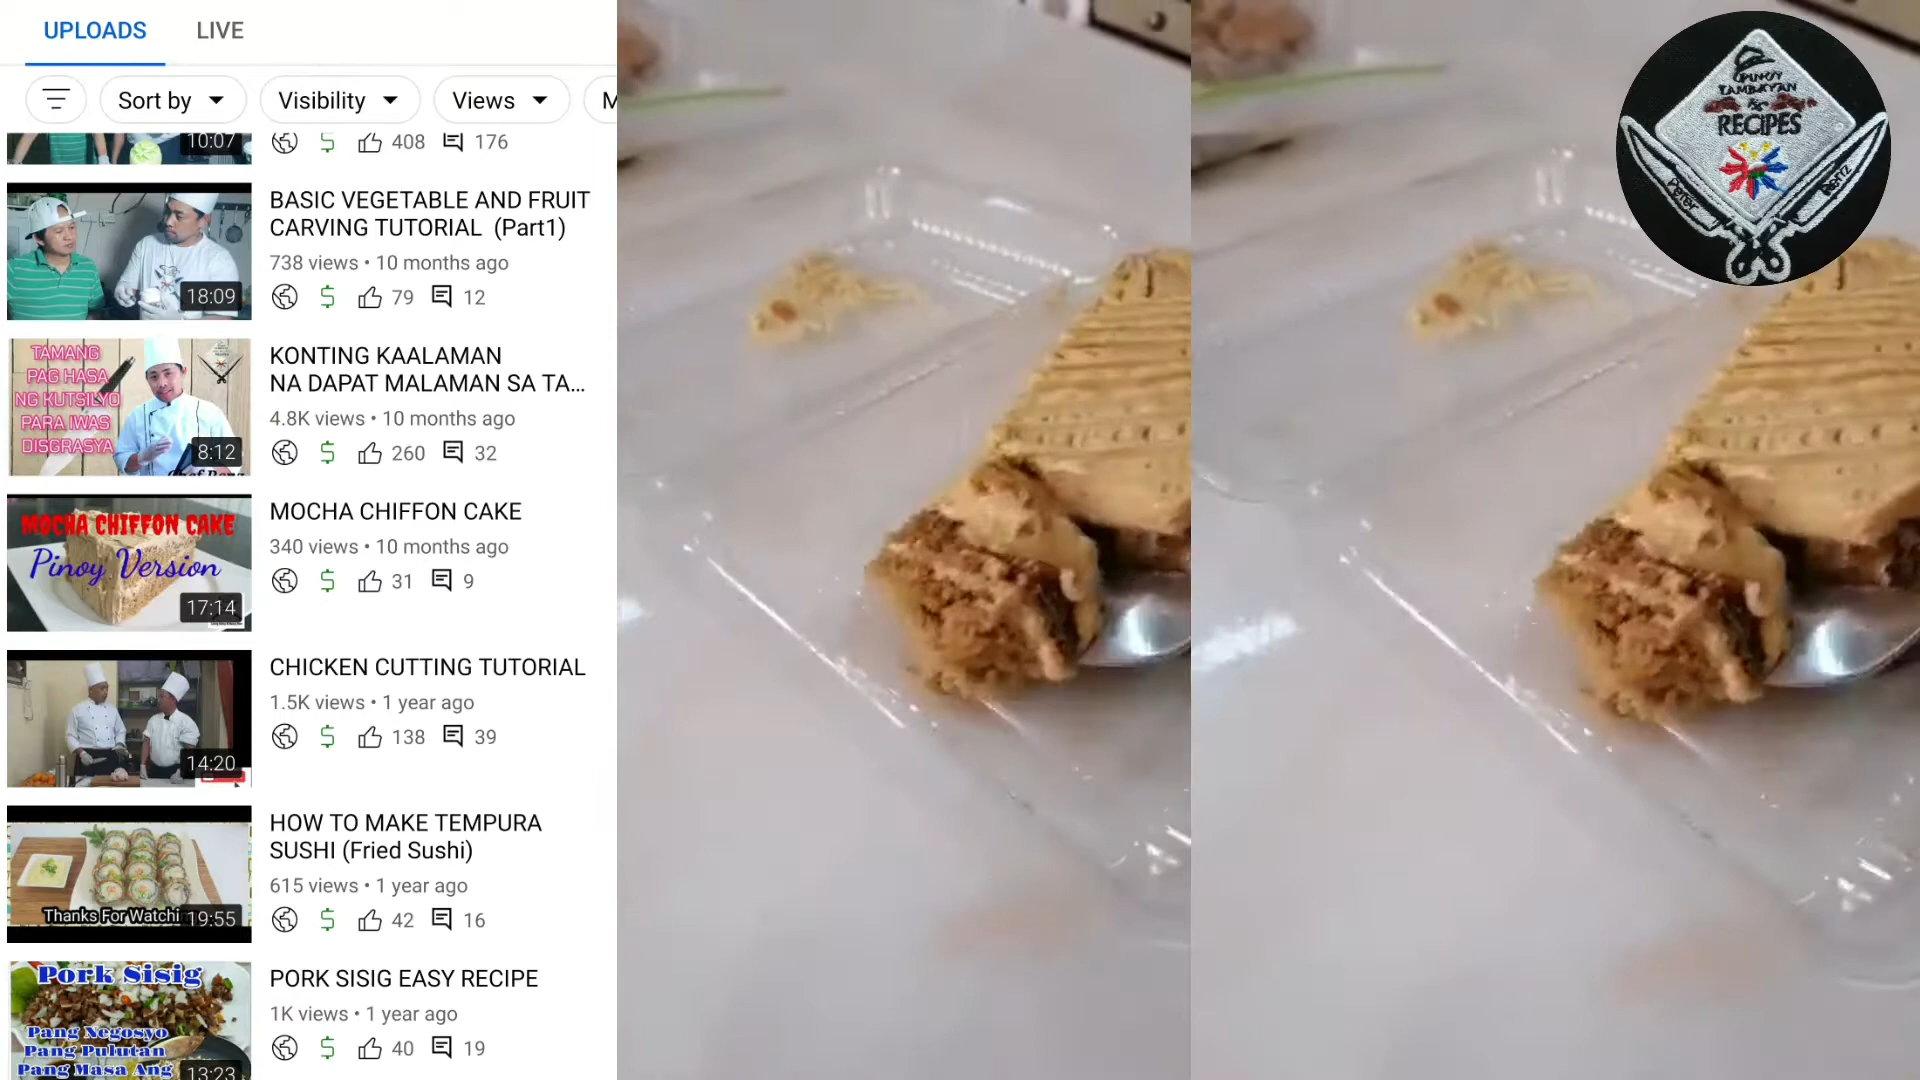 UPLOADS LIVE
Sort by Visibility Views M
10:07
408 176
18:09
BASIC VEGETABLE AND FRUIT
CARVING TUTORIAL (Part1)
738 views • 10 months ago
79 12
TAMANG
PAG HASA
NG KUTSILYO
PARA IWAS
DISGRASYA
8:12
KONTING KAALAMAN
NA DAPAT MALAMAN SA TA...
4.8K views • 10 months ago
260 32
MOCHA CHIFFON CAKE
Pinoy Version
17:14
MOCHA CHIFFON CAKE
340 views • 10 months ago
31 9
14:20
CHICKEN CUTTING TUTORIAL
1.5K views • 1 year ago
138 39
Thanks For Watchi
19:55
HOW TO MAKE TEMPURA
SUSHI (Fried Sushi)
615 views • 1 year ago
42 16
Pork Sisig
Pang Negosyo
Pang Pulutan
Pang Masa Ang
13:23
PORK SISIG EASY RECIPE
1K views • 1 year ago
40 19
PINOY
TAMBAYAN
&
RECIPES
Peter
Renz